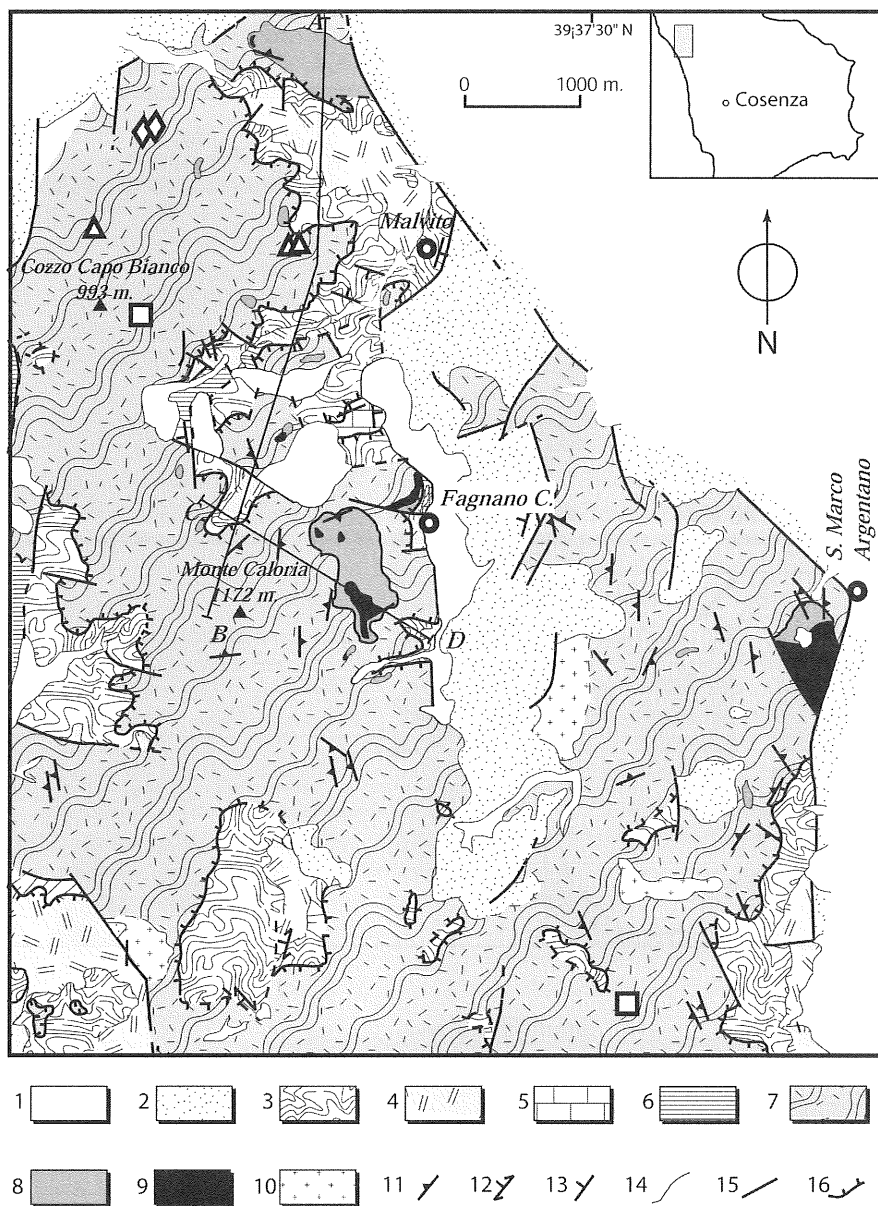 A
39¡37'30" N
0 1000 m.
Cosenza
Malvito
Cozzo Capo Bianco
993 m.
N
Fagnano C.
S. Marco
Argentano
Monte Caloria
1172 m.
B
D
1 2 3 4 5 6 7
8 9 10 11 12 13 14 15 16